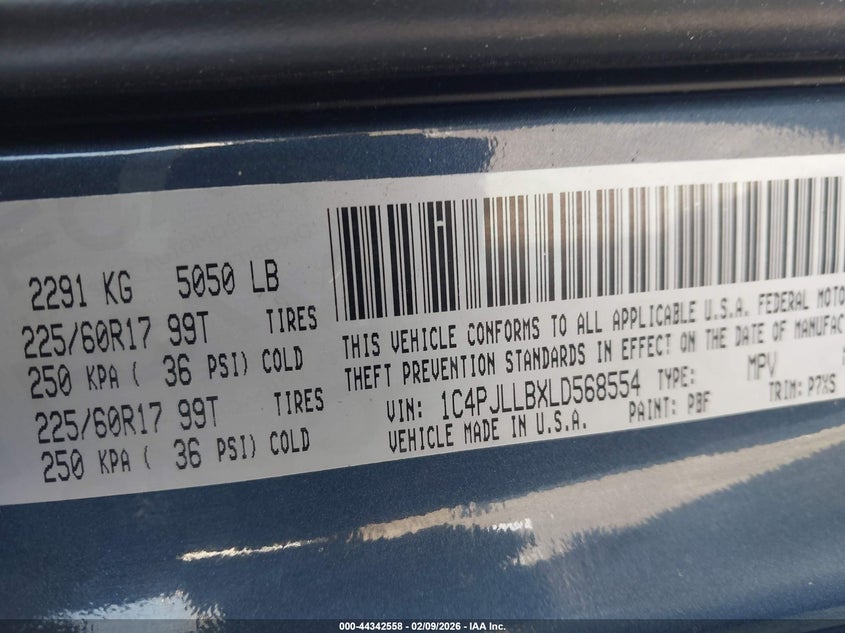 H
2291 KG 5050 LB
225/60R17 99T TIRES
250 KPA ( 36 PSI) COLD
225/60R17 99T TIRES
250 KPA ( 36 PSI) COLD
THIS VEHICLE CONFORMS TO ALL APPLICABLE U.S.A. FEDERAL MOTO
THEFT PREVENTION STANDARDS IN EFFECT ON THE DATE OF MANUFAC
VIN: 1C4PJLLBXLD568554 TYPE: MPV
VEHICLE MADE IN U.S.A. PAINT: PBF TRIM: P7XS
000-44342558 - 02/09/2026 - IAA Inc.